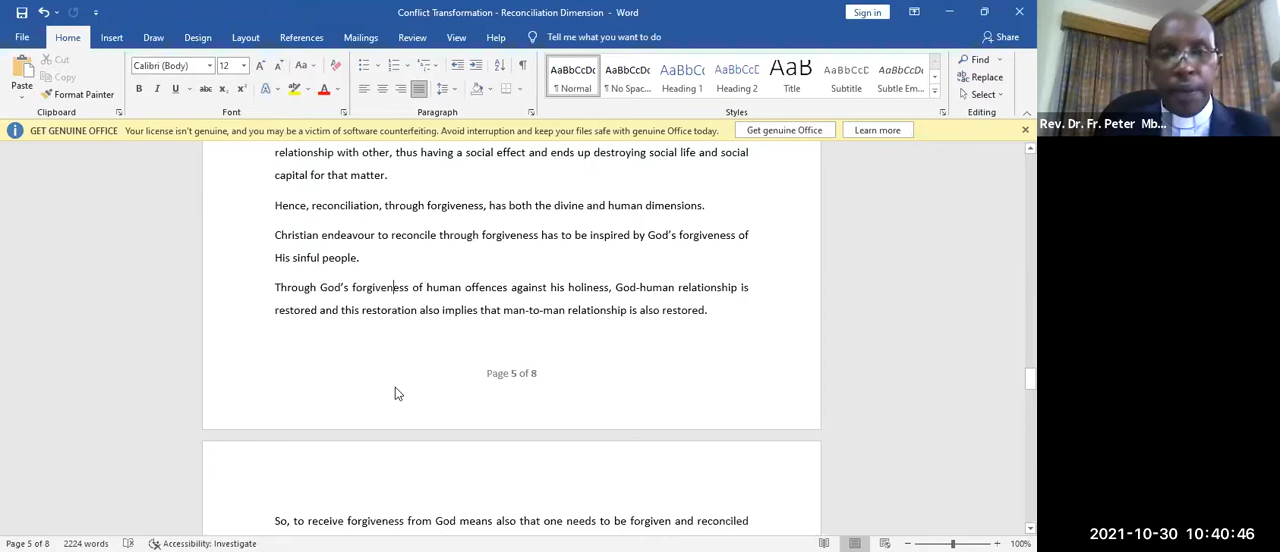 Conflict Transformation - Reconciliation Dimension - Word
Sign in
File Home Insert Draw Design Layout References Mailings Review View Help Tell me what you want to do Share
Paste
Cut
Copy
Format Painter
Clipboard
Calibri (Body) 12
Font
Paragraph
AaBbCcDc ¶ Normal
AaBbCcDc ¶ No Spac...
AaBbCc Heading 1
AaBbCcD Heading 2
AaB Title
AaBbCcD Subtitle
AaBbCcDc Subtle Em...
Styles
Find
Replace
Select
Editing
GET GENUINE OFFICE Your license isn't genuine, and you may be a victim of software counterfeiting. Avoid interruption and keep your files safe with genuine Office today. Get genuine Office Learn more
Rev. Dr. Fr. Peter Mb...
relationship with other, thus having a social effect and ends up destroying social life and social
capital for that matter.
Hence, reconciliation, through forgiveness, has both the divine and human dimensions.
Christian endeavour to reconcile through forgiveness has to be inspired by God's forgiveness of
His sinful people.
Through God's forgiveness of human offences against his holiness, God-human relationship is
restored and this restoration also implies that man-to-man relationship is also restored.
Page 5 of 8
So, to receive forgiveness from God means also that one needs to be forgiven and reconciled
Page 5 of 8 2224 words Accessibility: Investigate 100%
2021-10-30 10:40:46